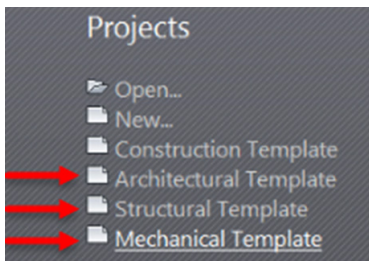 Projects
Open...
New...
Construction Template
Architectural Template
Structural Template
Mechanical Template